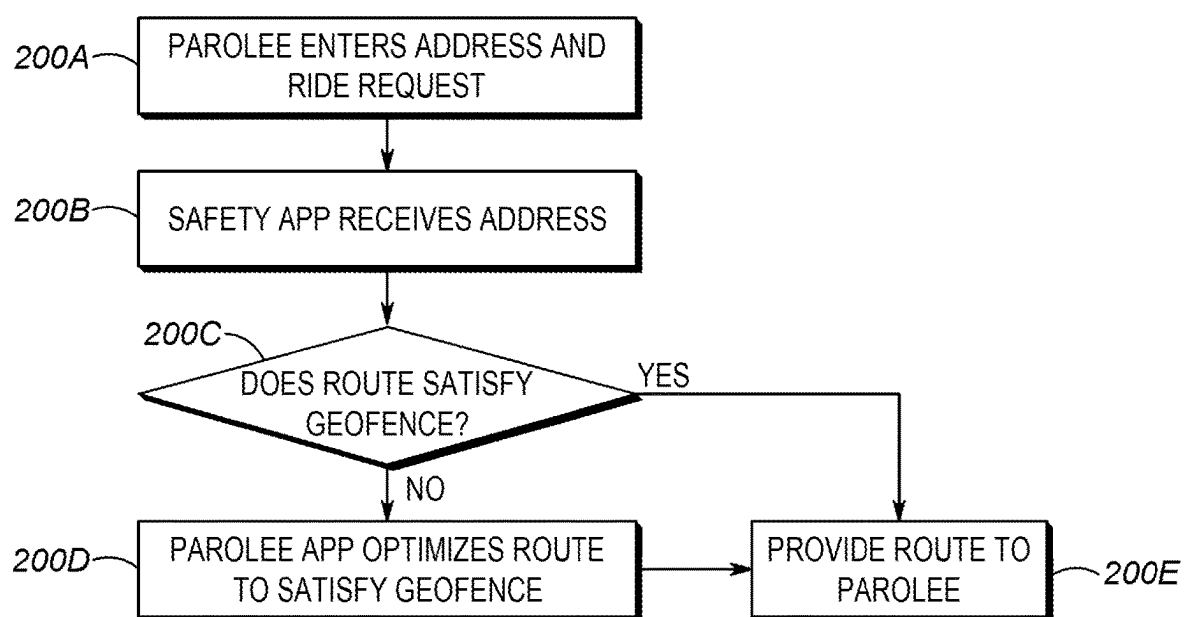 200A
PAROLEE ENTERS ADDRESS AND
RIDE REQUEST
200B
SAFETY APP RECEIVES ADDRESS
200C
DOES ROUTE SATISFY
GEOFENCE?
YES
NO
200D
PAROLEE APP OPTIMIZES ROUTE
TO SATISFY GEOFENCE
PROVIDE ROUTE TO
PAROLEE
200E